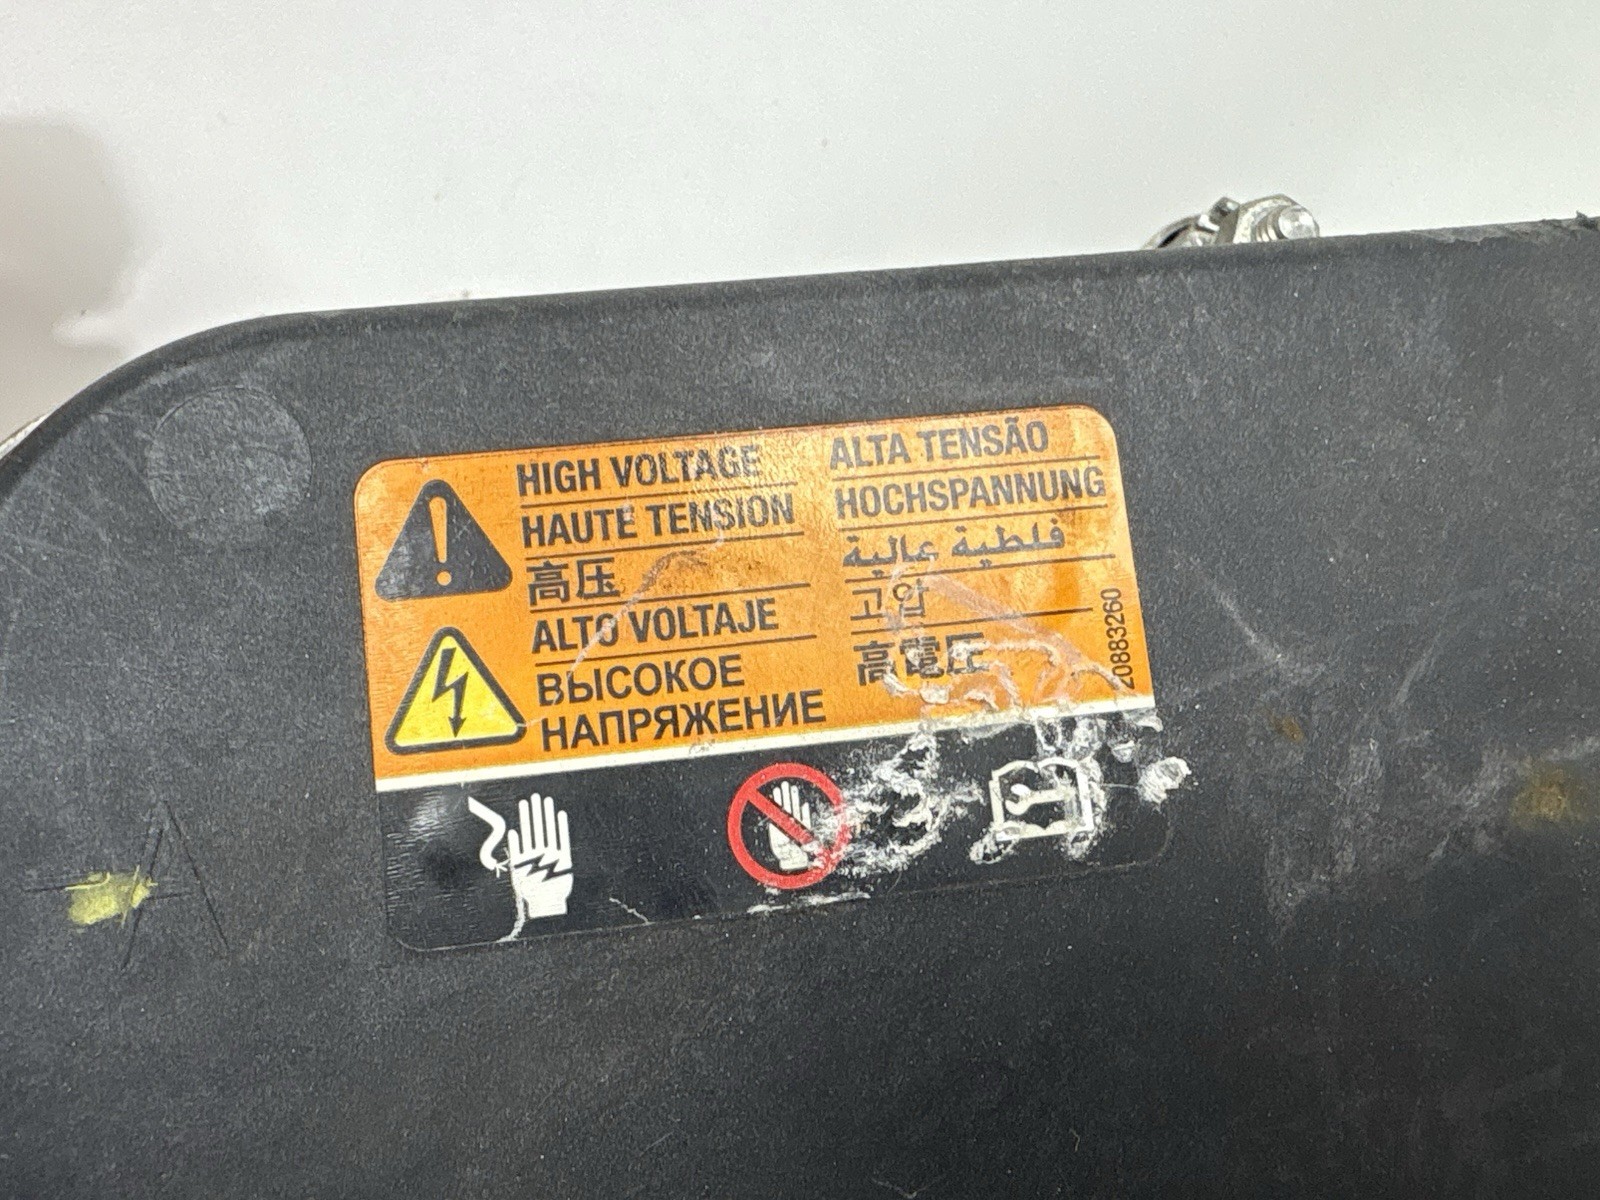 HIGH VOLTAGE
HAUTE TENSION
高压
ALTO VOLTAJE
ВЫСОКОЕ
НАПРЯЖЕНИЕ
ALTA TENSÃO
HOCHSPANNUNG
فلطية عالية
고압
高電圧
20883260